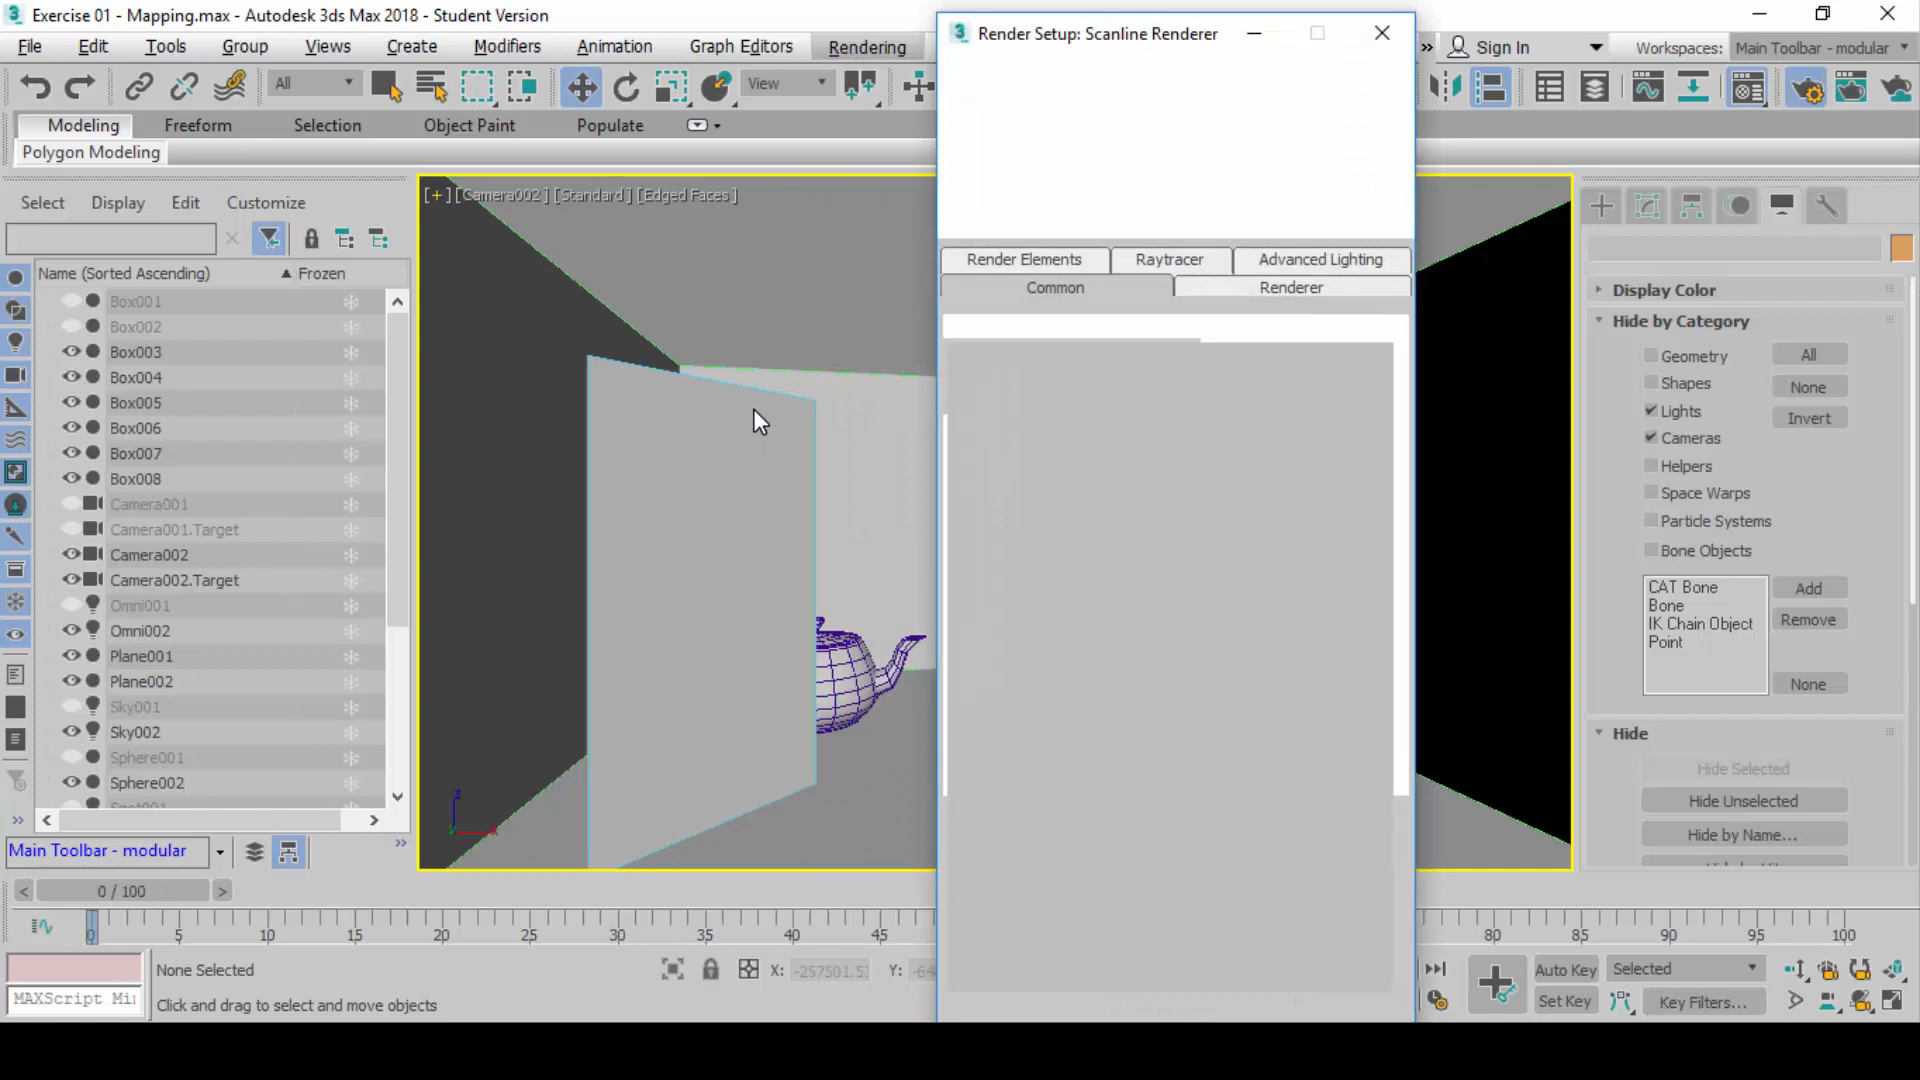 Exercise 01 - Mapping.max - Autodesk 3ds Max 2018 - Student Version
File Edit Tools Group Views Create Modifiers Animation Graph Editors Rendering
» Sign In Workspaces: Main Toolbar - modular
All View
Modeling Freeform Selection Object Paint Populate
Polygon Modeling
Select Display Edit Customize
Name (Sorted Ascending) Frozen
Box001
Box002
Box003
Box004
Box005
Box006
Box007
Box008
Camera001
Camera001.Target
Camera002
Camera002.Target
Omni001
Omni002
Plane001
Plane002
Sky001
Sky002
Sphere001
Sphere002
Main Toolbar - modular
[+] [Camera002] [Standard] [Edged Faces]
z
x
Render Setup: Scanline Renderer
Render Elements Raytracer Advanced Lighting
Common Renderer
Display Color
Hide by Category
Geometry All
Shapes None
Lights Invert
Cameras
Helpers
Space Warps
Particle Systems
Bone Objects
CAT Bone Add
Bone
IK Chain Object Remove
Point
None
Hide
Hide Selected
Hide Unselected
Hide by Name...
< 0 / 100 >
0 5 10 15 20 25 30 35 40 45 80 85 90 95 100
None Selected X: -257501.5 Y: -64
MAXScript Mi
Click and drag to select and move objects
Auto Key Selected
Set Key Key Filters...